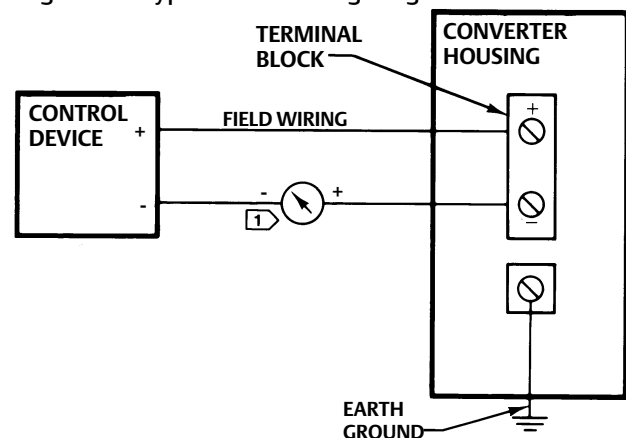 TERMINAL
BLOCK
CONVERTER
HOUSING
CONTROL
DEVICE
+
FIELD WIRING
+
-
-
1
+
−
EARTH
GROUND